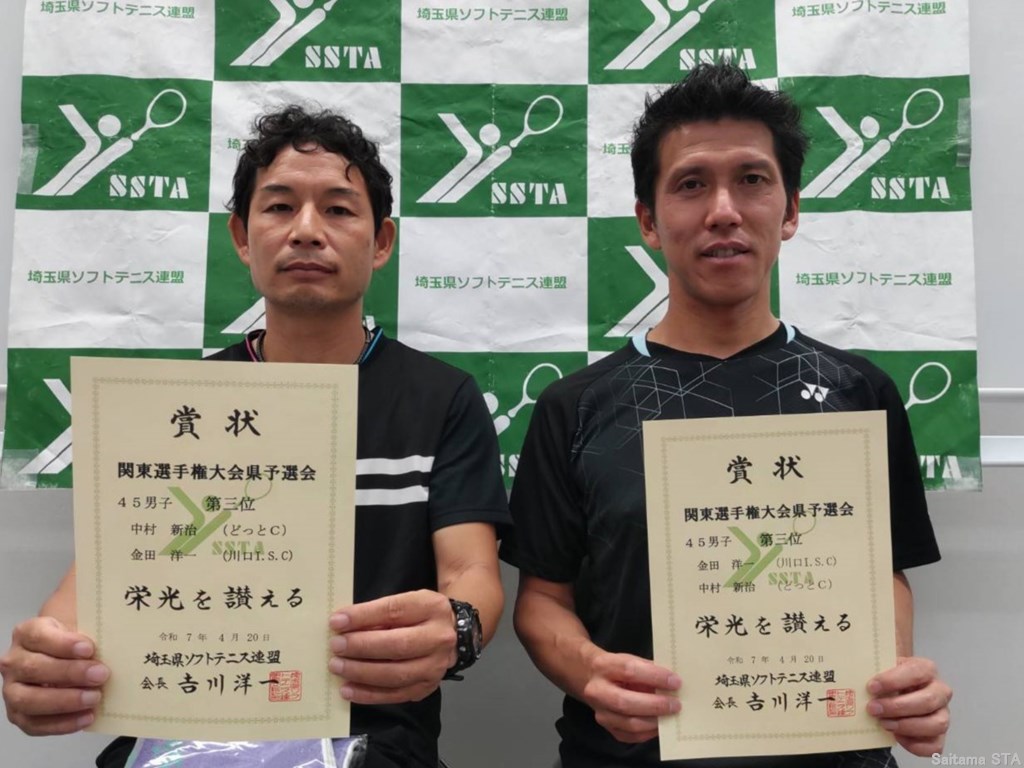 埼玉県ソフトテニス連盟
埼玉県ソフトテニス連盟
埼玉県ソフトテニス連盟
SSTA
SSTA
SSTA
SSTA
SSTA
埼玉県ソフトテニス連盟
埼玉県ソフトテニス連盟
埼玉県ソフトテニス連盟
賞状
関東選手権大会県予選会
45男子 第三位
中村 新治 (どっとC)
金田 洋一 (川口I.S.C)
SSTA
栄光を讃える
令和 7年 4月 20日
埼玉県ソフトテニス連盟
会長 吉川洋一
賞状
関東選手権大会県予選会
45男子 第三位
金田 洋一 (川口I.S.C)
中村 新治 (どっとC)
SSTA
栄光を讃える
令和 7年 4月 20日
埼玉県ソフトテニス連盟
会長 吉川洋一
Saitama STA